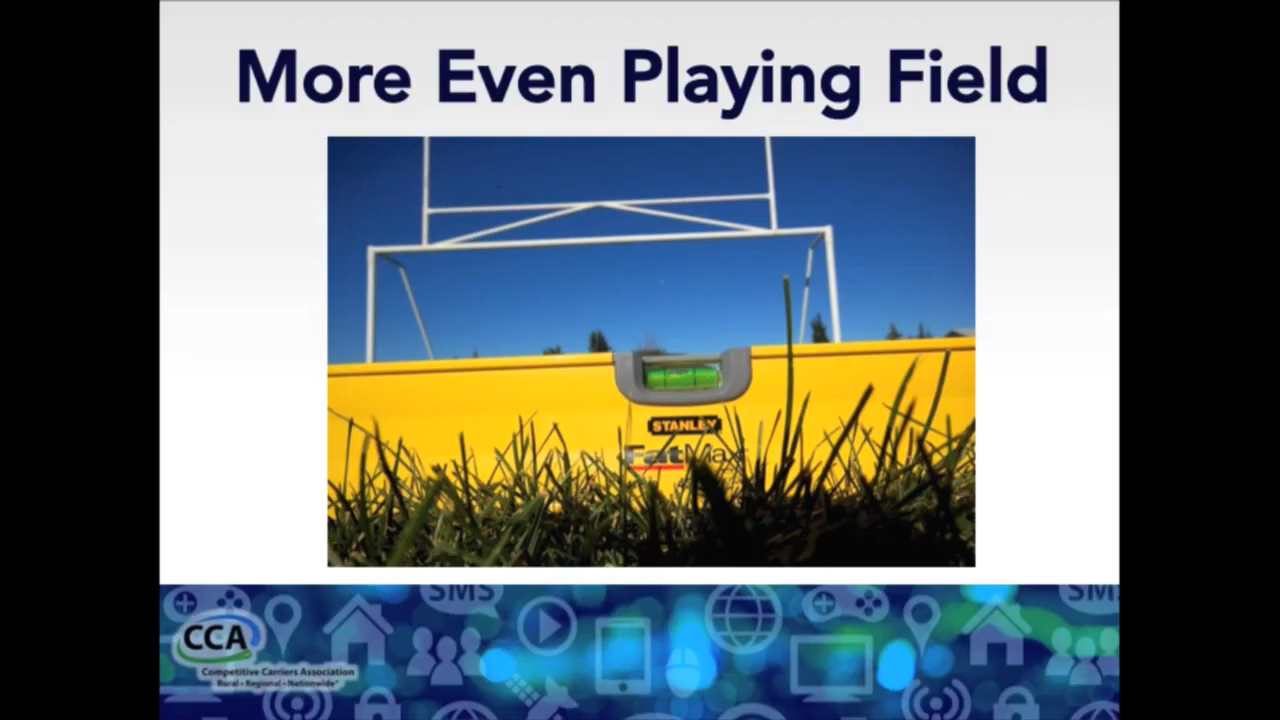 More Even Playing Field
STANLEY
FatMax
SMS
SMS
CCA
Competitive Carriers Association
Rural • Regional • Nationwide®